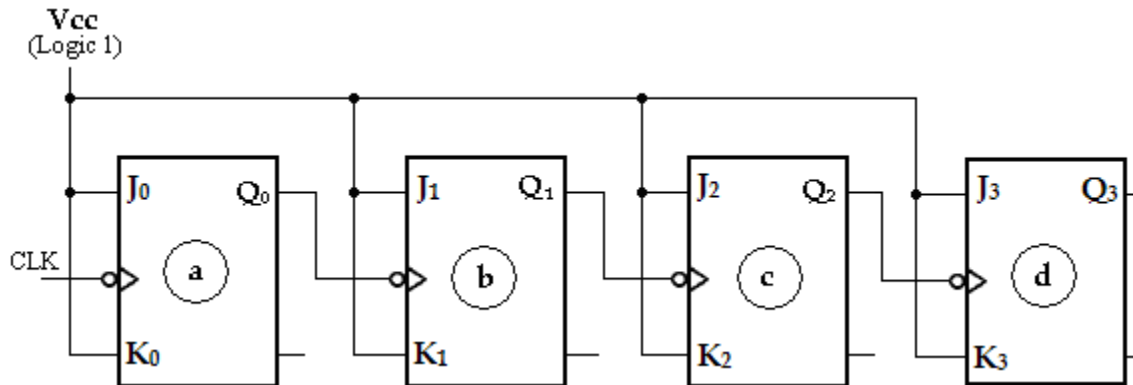 Vcc
(Logic 1)
J₀ Q₀ J₁ Q₁ J₂ Q₂ J₃ Q₃
CLK a b c d
K₀ K₁ K₂ K₃